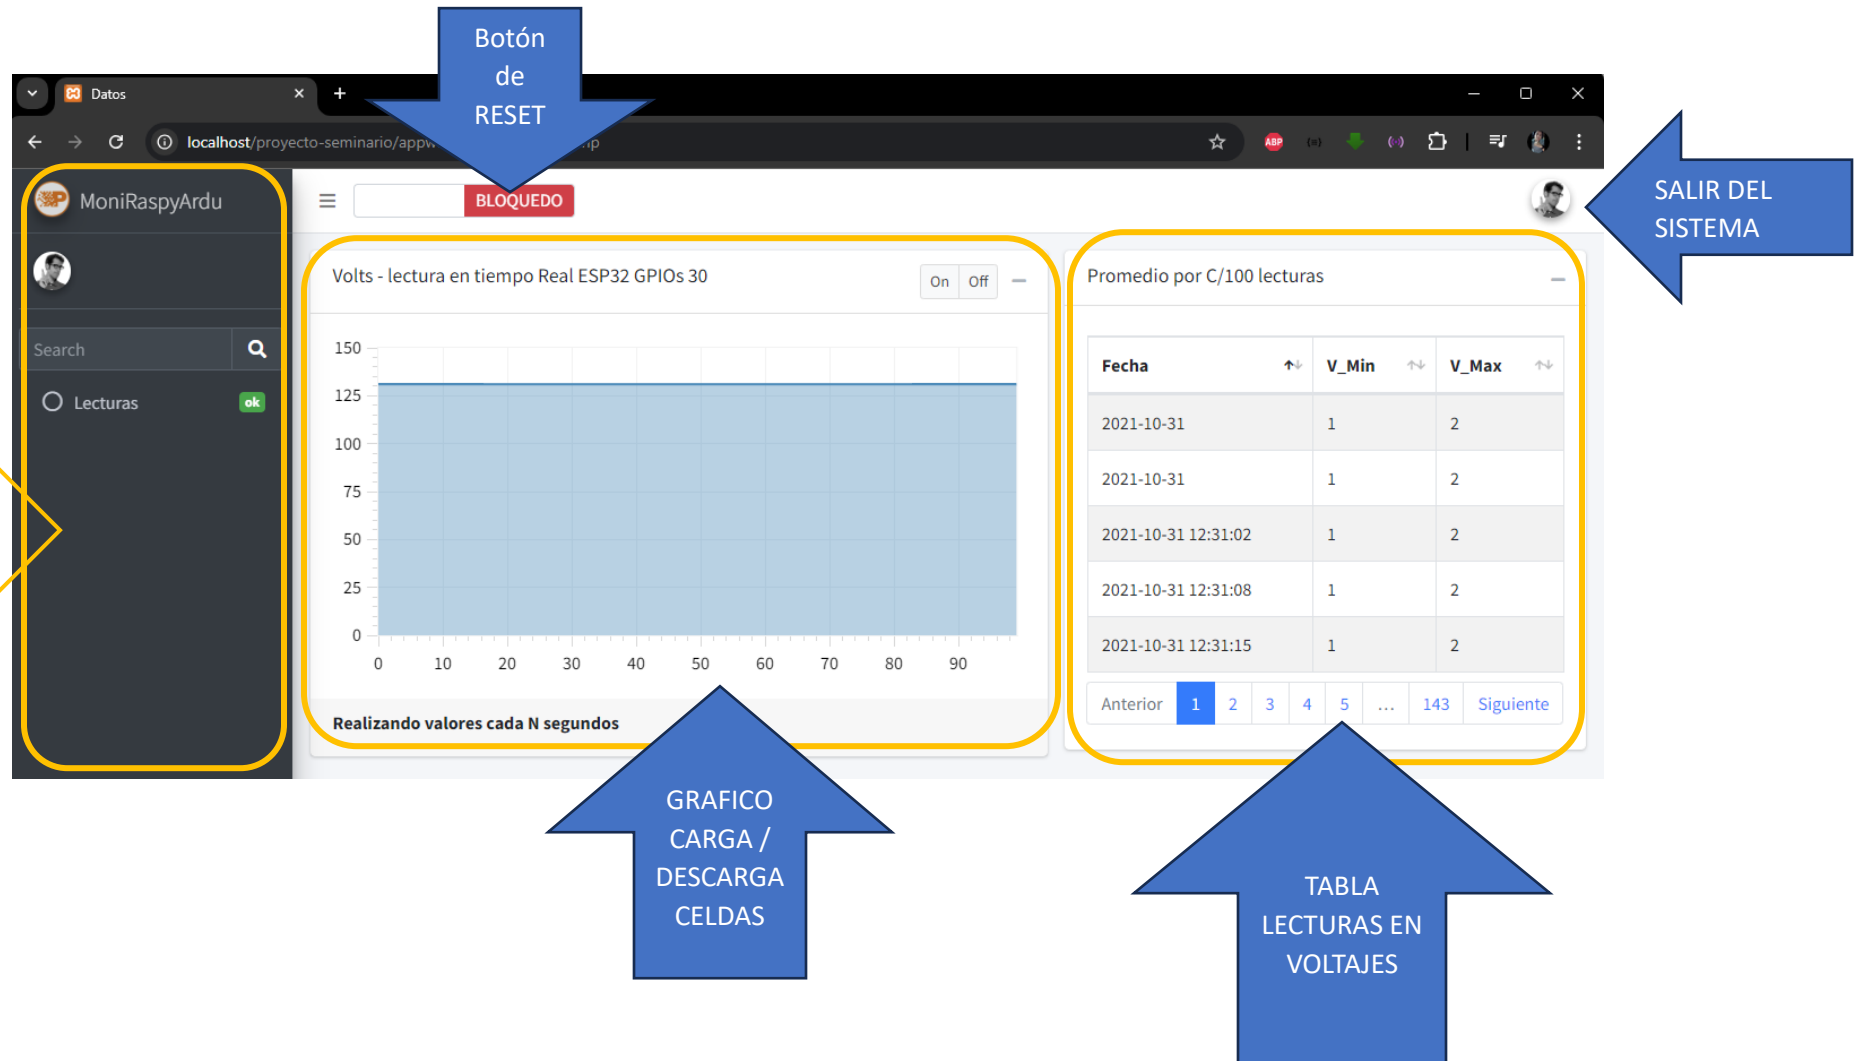 Botón
de
RESET
Datos
localhost/proyecto-seminario/appw
ABP
SALIR DEL
SISTEMA
MoniRaspyArdu
BLOQUEDO
Volts - lectura en tiempo Real ESP32 GPIOs 30
On Off
Promedio por C/100 lecturas
Search
Lecturas ok
150
125
100
75
50
25
0
0 10 20 30 40 50 60 70 80 90
Realizando valores cada N segundos
Fecha V_Min V_Max
2021-10-31 1 2
2021-10-31 1 2
2021-10-31 12:31:02 1 2
2021-10-31 12:31:08 1 2
2021-10-31 12:31:15 1 2
Anterior 1 2 3 4 5 ... 143 Siguiente
GRAFICO
CARGA /
DESCARGA
CELDAS
TABLA
LECTURAS EN
VOLTAJES